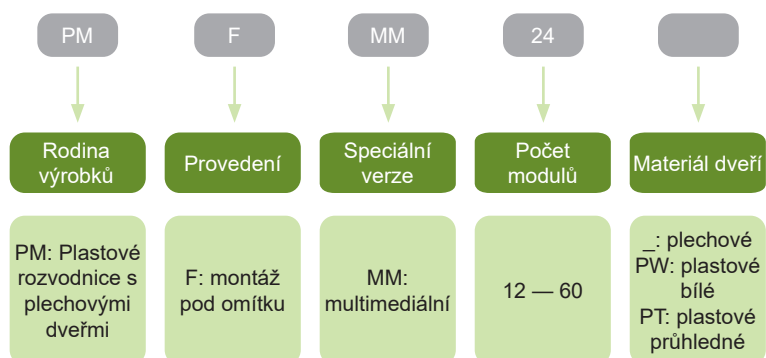 PM
F
MM
24
Rodina
výrobků
Provedení
Speciální
verze
Počet
modulů
Materiál dveří
PM: Plastové
rozvodnice s
plechovými
dveřmi
F: montáž
pod omítku
MM:
multimediální
12 — 60
_: plechové
PW: plastové
bílé
PT: plastové
průhledné